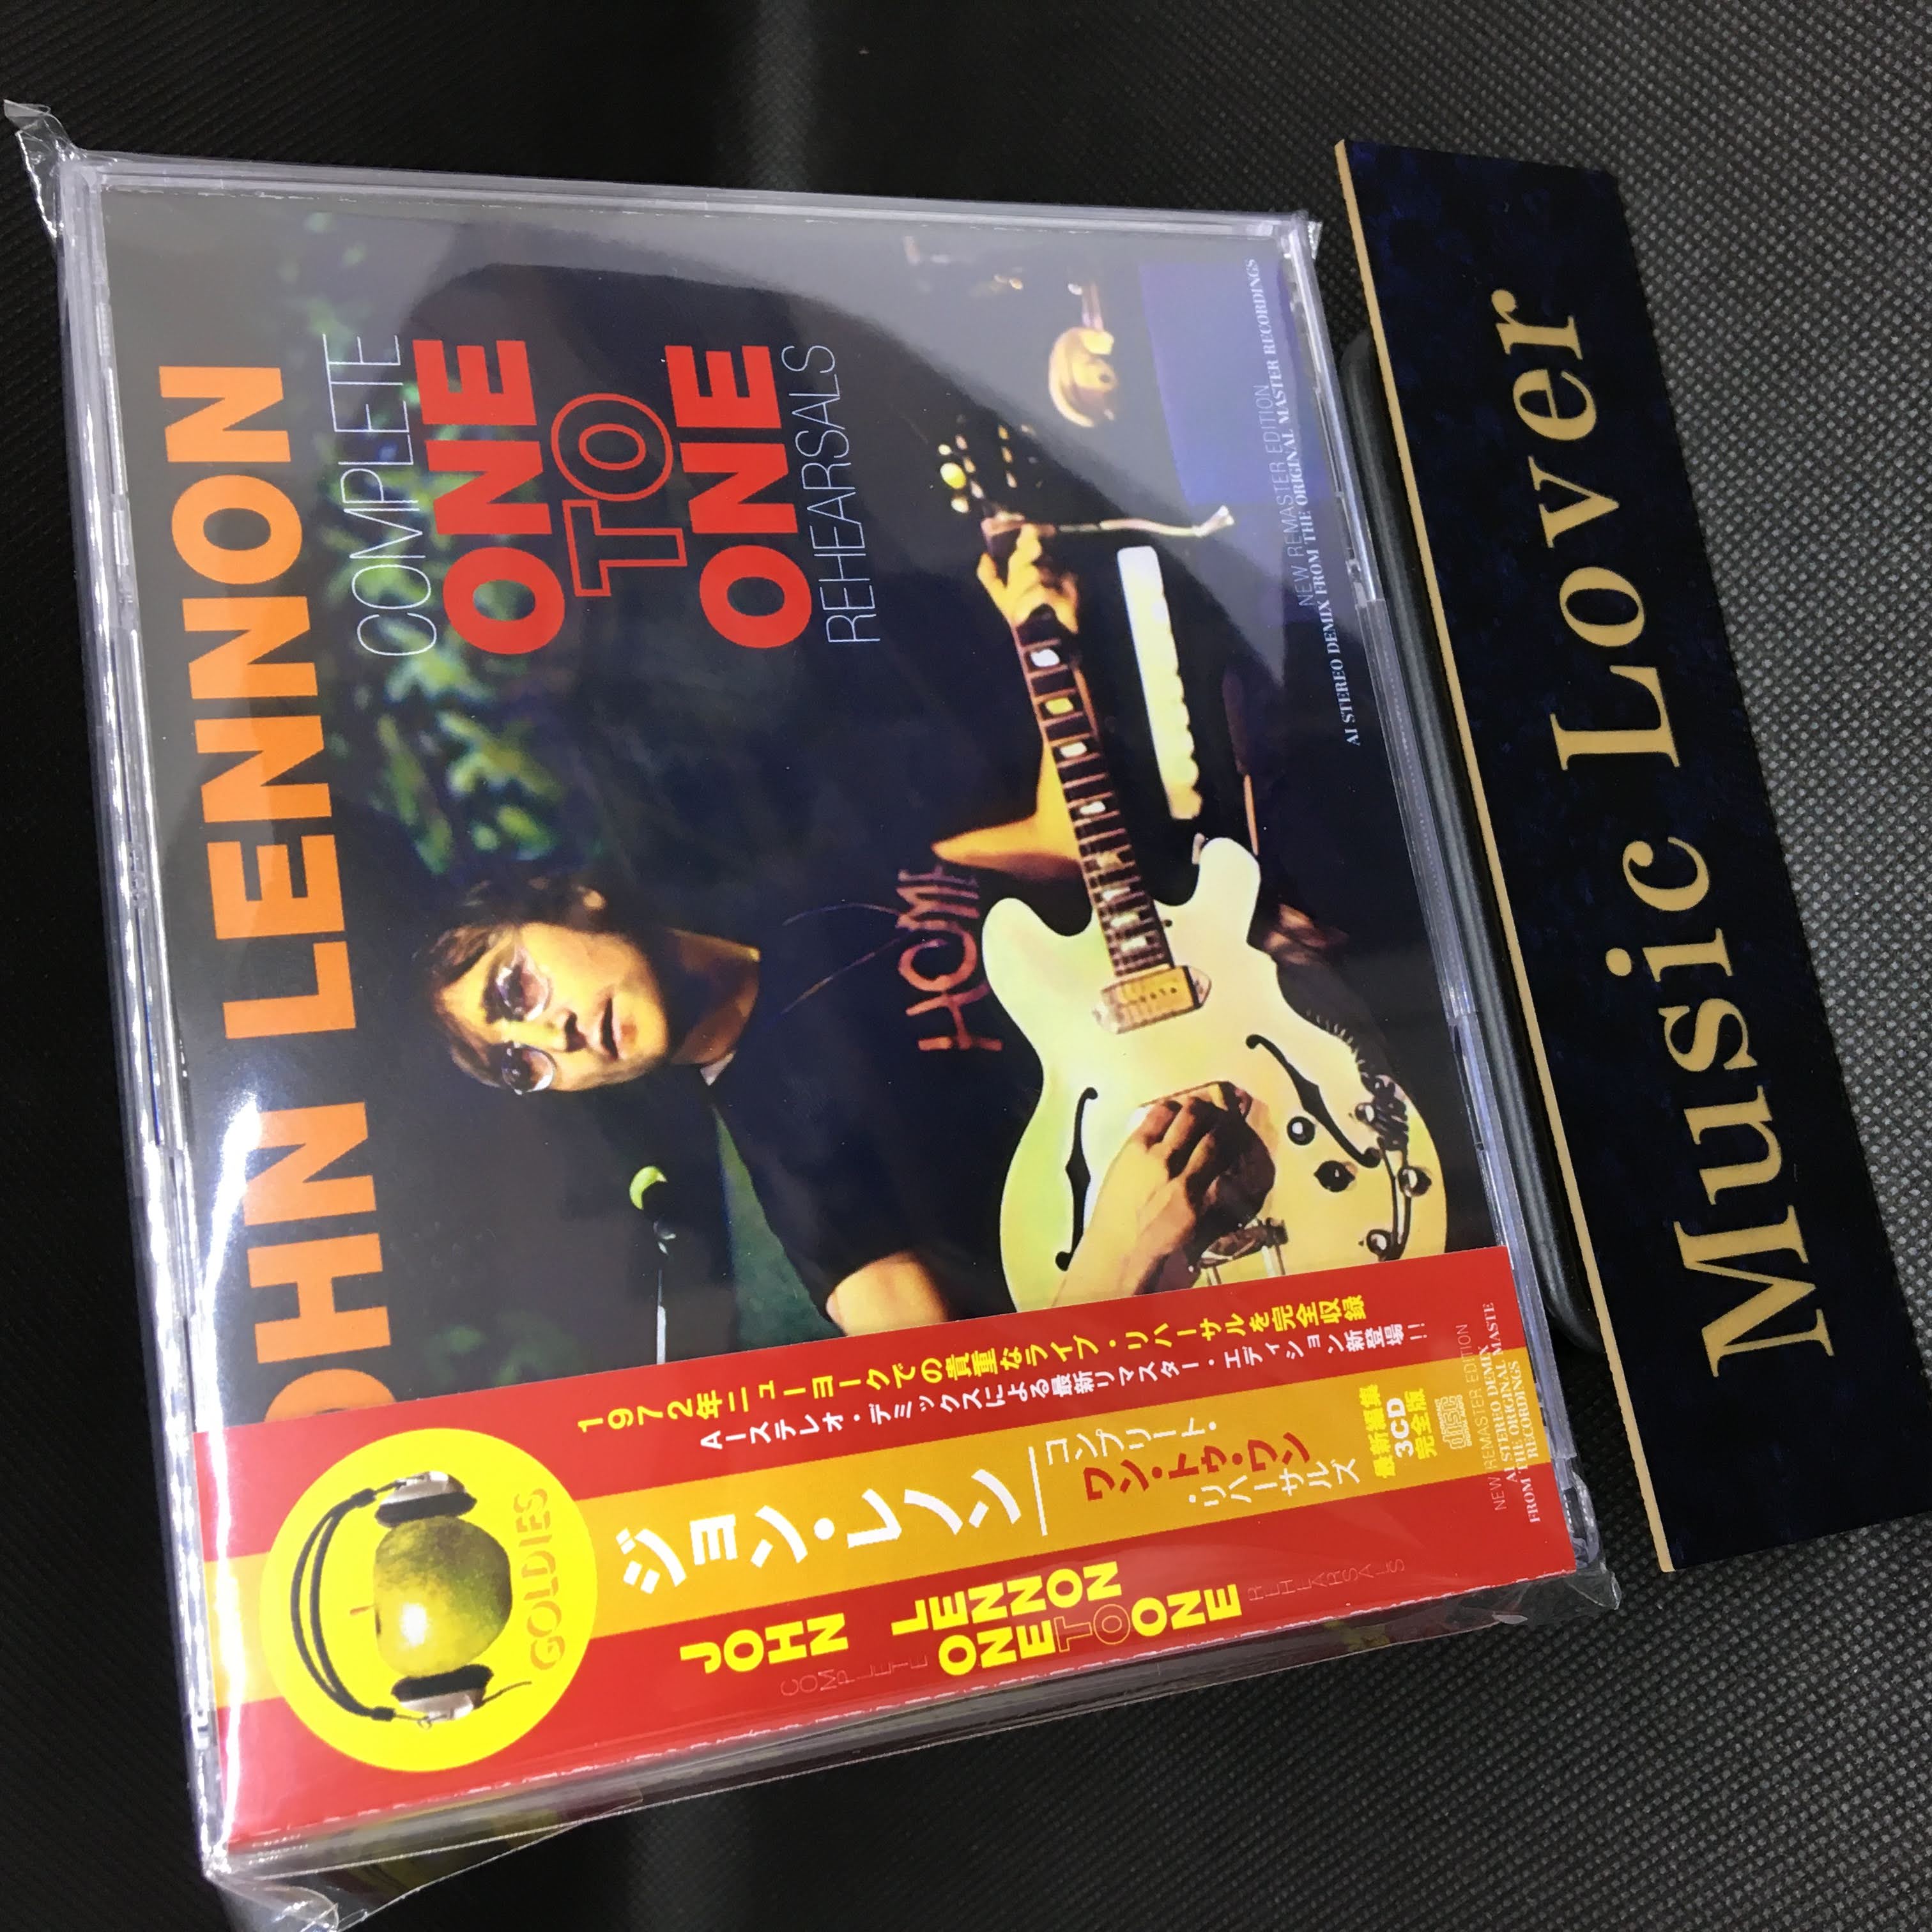 JOHN LENNON
COMPLETE
ONE
TO
ONE
REHEARSALS
HOME
NEW REMASTER EDITION
AI STEREO DEMIX FROM THE ORIGINAL MASTER RECORDINGS
1972年ニューヨークでの貴重なライブ・リハーサルを完全収録
AIステレオ・デミックスによる最新リマスター・エディション新登場!!
GOLDIES
ジョン・レノン
コンプリート・
ワン・トゥ・ワン
・リハーサルズ
最新編集
3CD
完全版
disc
NEW REMASTER EDITION
AI STEREO DEMIX
FROM THE ORIGINAL MASTE
RECORDINGS
JOHN LENNON
COMPLETE ONE TO ONE REHEARSALS
Music Lover